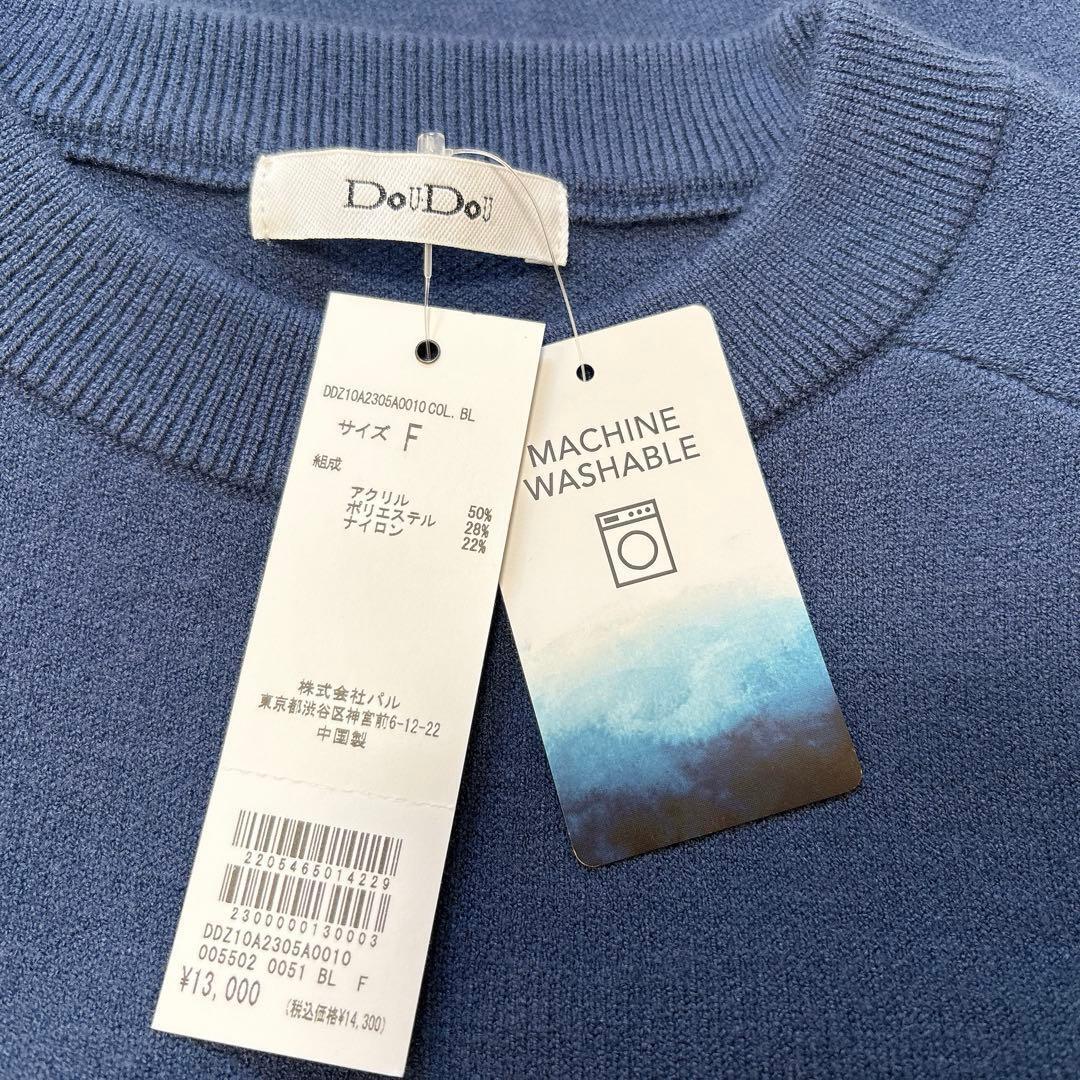 DOU·DOU
DDZ10A2305A0010 COL. BL
サイズ F
組成
アクリル 50%
ポリエステル 28%
ナイロン 22%
株式会社パル
東京都渋谷区神宮前6-12-22
中国製
2205465014229
2300000130003
DDZ10A2305A0010
005502 0051 BL F
¥13,000 (税込価格¥14,300)
MACHINE
WASHABLE